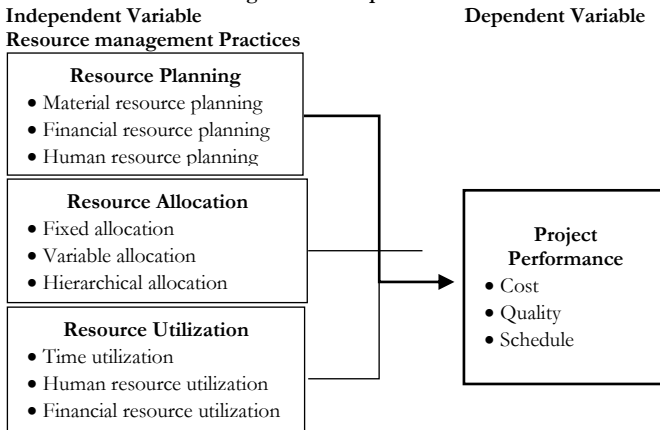 Independent Variable
Dependent Variable
Resource management Practices
Resource Planning
• Material resource planning
• Financial resource planning
• Human resource planning
Resource Allocation
• Fixed allocation
• Variable allocation
• Hierarchical allocation
Resource Utilization
• Time utilization
• Human resource utilization
• Financial resource utilization
Project
Performance
• Cost
• Quality
• Schedule